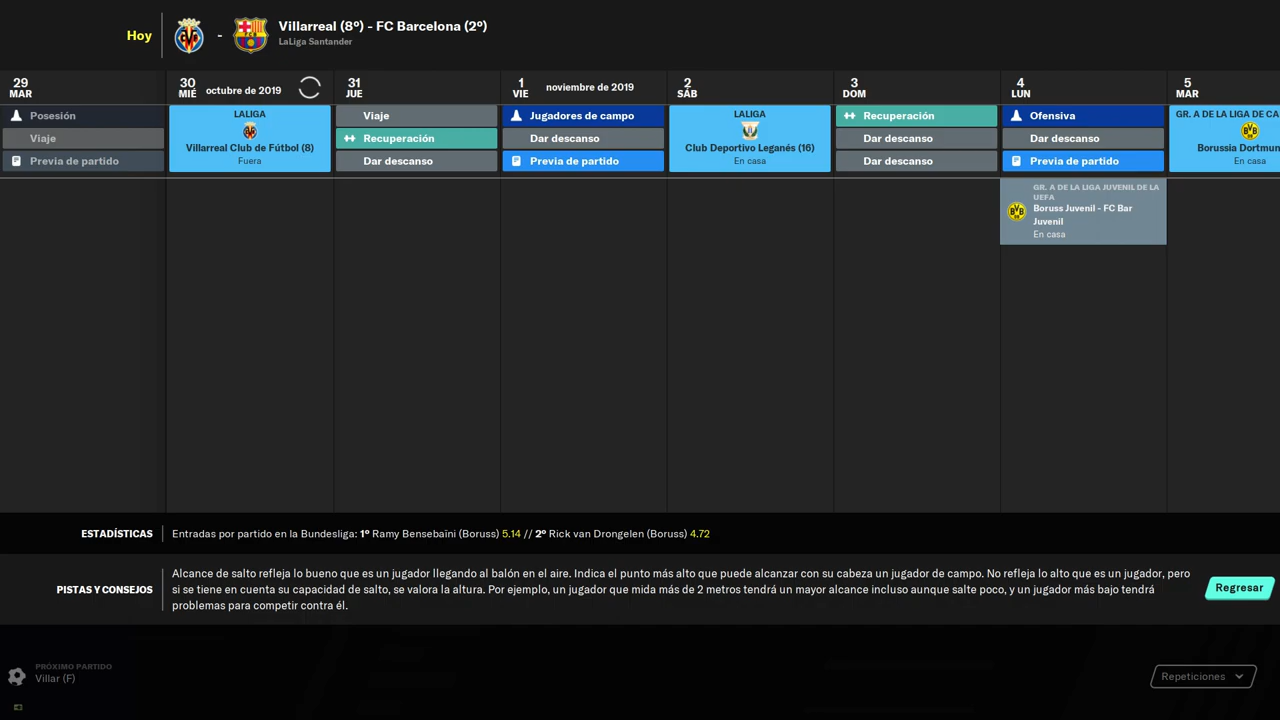 Hoy
Villarreal (8º) - FC Barcelona (2º)
LaLiga Santander
29
MAR
30
MIÉ
octubre de 2019
31
JUE
1
VIE
noviembre de 2019
2
SÁB
3
DOM
4
LUN
5
MAR
Posesión
Viaje
Previa de partido
LALIGA
Villarreal Club de Fútbol (8)
Fuera
Viaje
Recuperación
Dar descanso
Jugadores de campo
Dar descanso
Previa de partido
LALIGA
Club Deportivo Leganés (16)
En casa
Recuperación
Dar descanso
Dar descanso
Ofensiva
Dar descanso
Previa de partido
GR. A DE LA LIGA DE CA
Borussia Dortmun
En casa
GR. A DE LA LIGA JUVENIL DE LA
UEFA
Boruss Juvenil - FC Bar
Juvenil
En casa
ESTADÍSTICAS
Entradas por partido en la Bundesliga: 1º Ramy Bensebaïni (Boruss) 5.14 // 2º Rick van Drongelen (Boruss) 4.72
PISTAS Y CONSEJOS
Alcance de salto refleja lo bueno que es un jugador llegando al balón en el aire. Indica el punto más alto que puede alcanzar con su cabeza un jugador de campo. No refleja lo alto que es un jugador, pero
si se tiene en cuenta su capacidad de salto, se valora la altura. Por ejemplo, un jugador que mida más de 2 metros tendrá un mayor alcance incluso aunque salte poco, y un jugador más bajo tendrá
problemas para competir contra él.
Regresar
PRÓXIMO PARTIDO
Villar (F)
Repeticiones